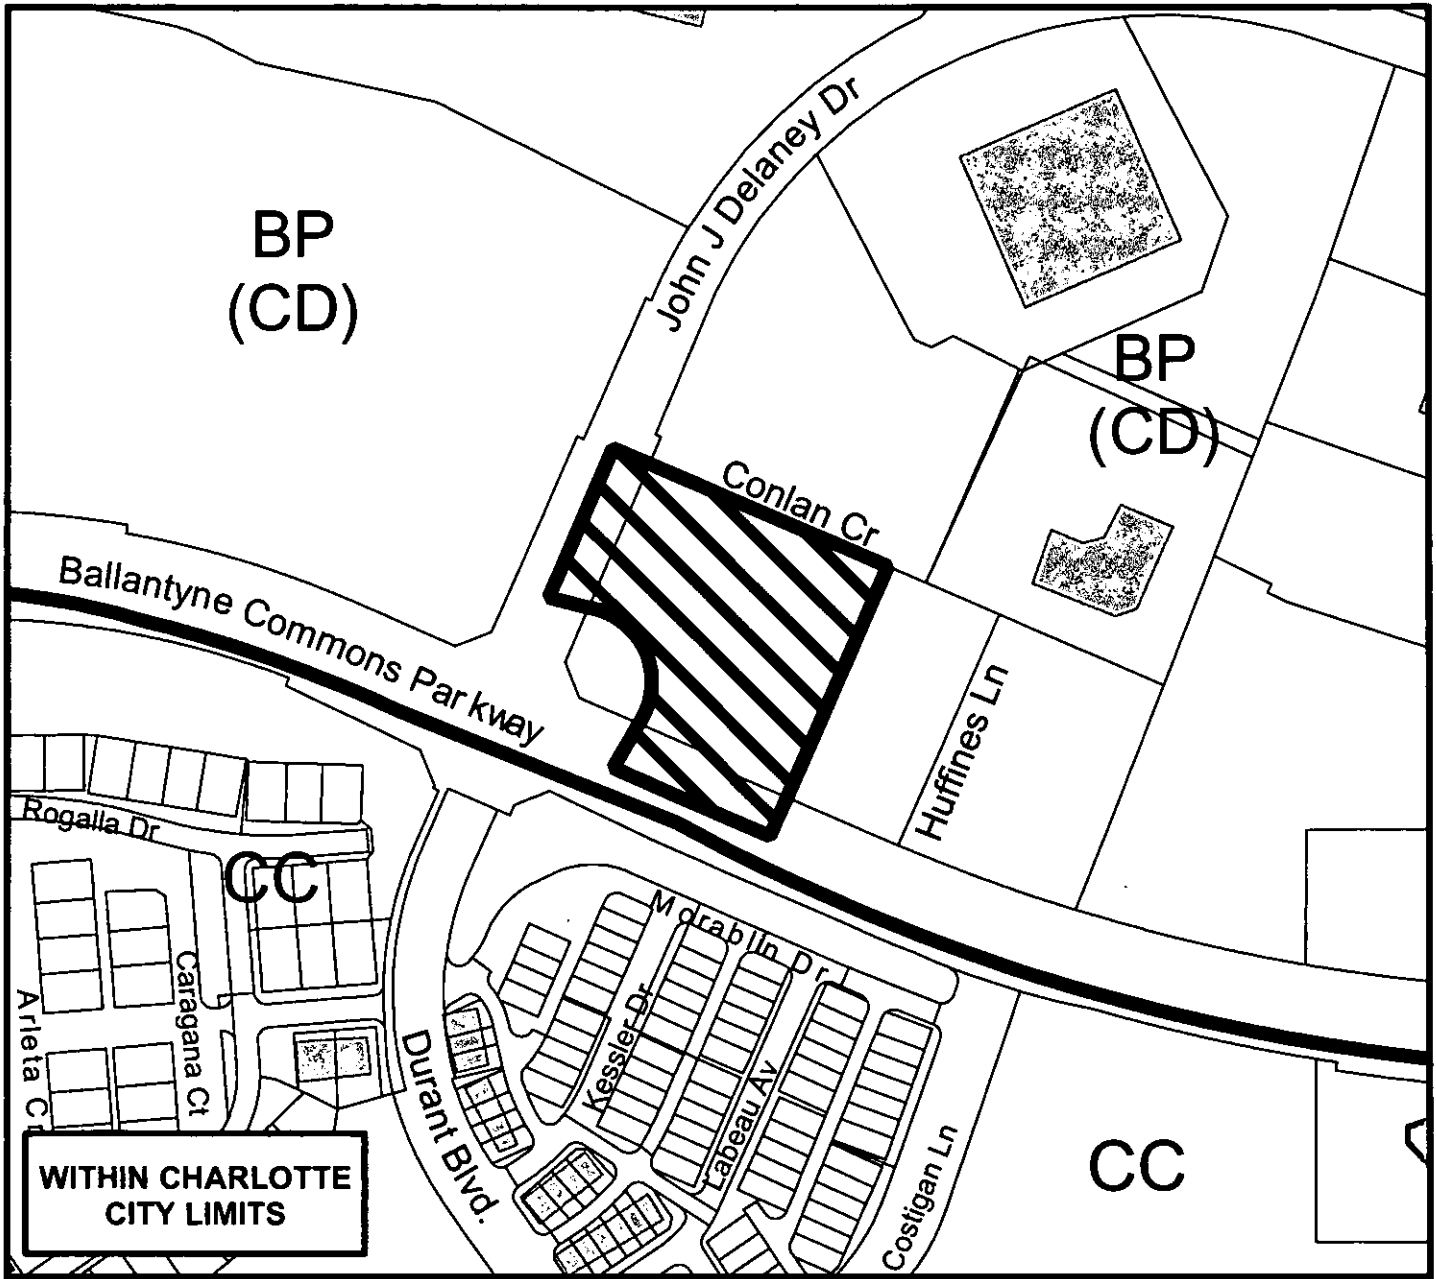 John J Delaney Dr
BP
(CD)
BP
(CD)
Conlan Cr
Ballantyne Commons Parkway
Huffines Ln
Rogalla Dr
CC
Morablin Dr
Caragana Ct
Arleta C
Kessler Dr
Durant Blvd.
Labeau Av
Costigan Ln
CC
WITHIN CHARLOTTE
CITY LIMITS